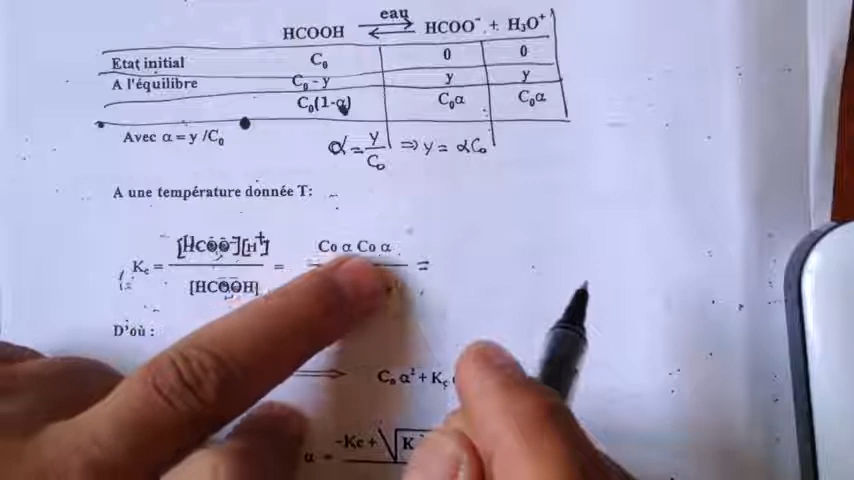 HCOOH ⇌ eau HCOO⁻ + H₃O⁺
Etat initial C₀ 0 0
A l'équilibre C₀ - y y y
C₀(1-α) C₀α C₀α
Avec α = y /C₀
α = y/C₀ ⇒ y = αC₀
A une température donnée T:
Kc = [HCOO⁻][H⁺] / [HCOOH] = Co α Co α =
D'où :
⟹ C₀ α² + Kc
α = -Kc + √K